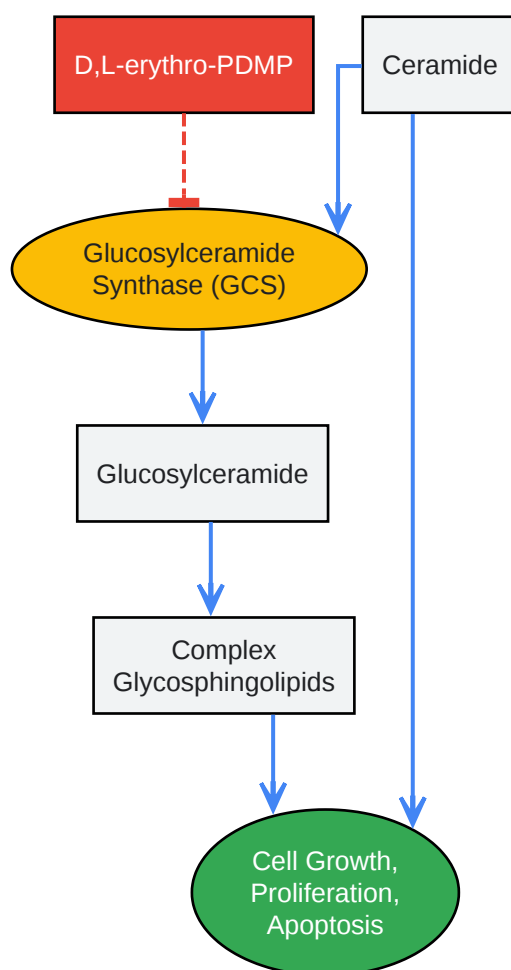 D,L-erythro-PDMP
Ceramide
Glucosylceramide
Synthase (GCS)
Glucosylceramide
Complex
Glycosphingolipids
Cell Growth,
Proliferation,
Apoptosis